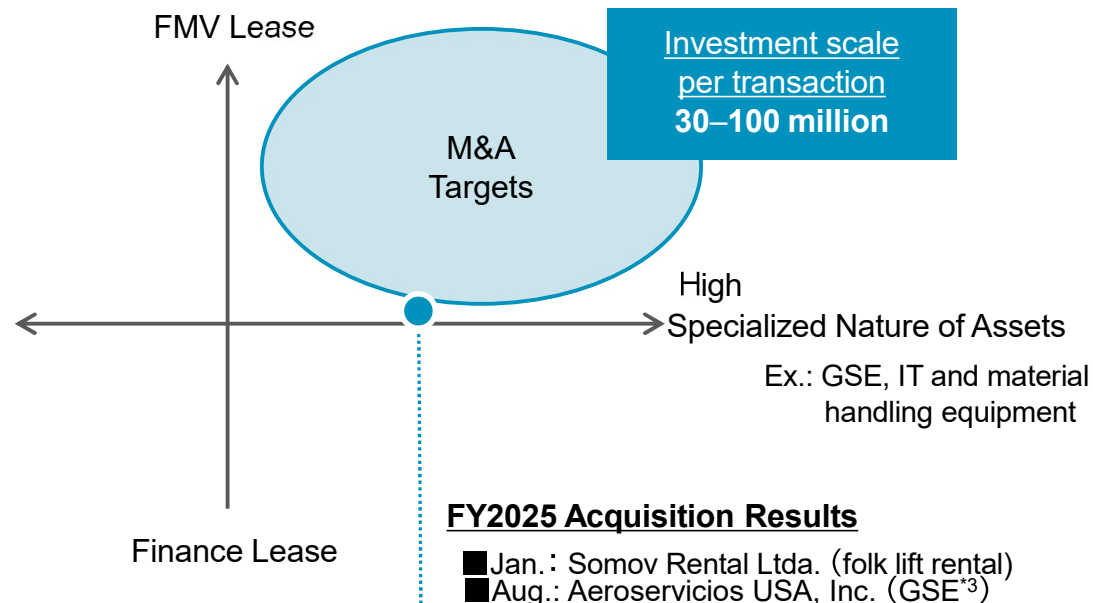 FMV Lease
Investment scale
per transaction
30–100 million
M&A
Targets
High
Specialized Nature of Assets
Ex.: GSE, IT and material
handling equipment
FY2025 Acquisition Results
Finance Lease
■Jan.: Somov Rental Ltda. (folk lift rental)
■Aug.: Aeroservicios USA, Inc. (GSE*3)